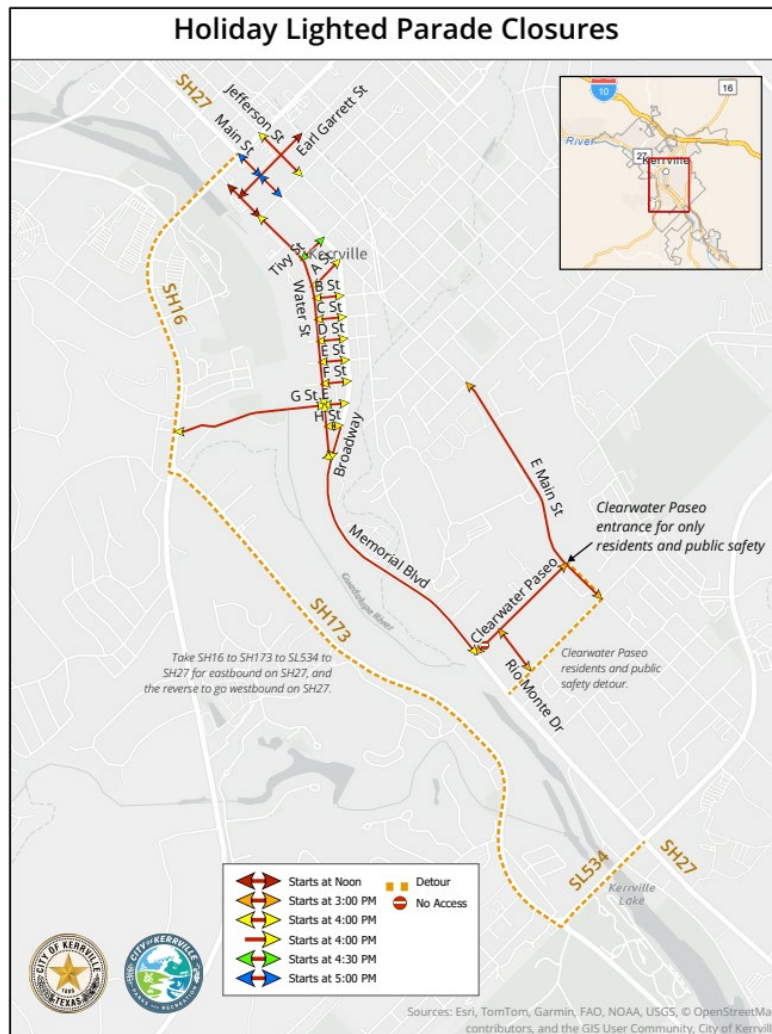 Holiday Lighted Parade Closures
SH27
Jefferson St
Earl Garrett St
Main St
10
16
River
27
Kerrville
Tivy St
Kerrville
A St
B St
Water St
C St
D St
E St
F St
SH16
G St
H St
Broadway
E Main St
Clearwater Paseo
entrance for only
residents and public safety
Memorial Blvd
Clearwater Paseo
Guadalupe River
SH173
Take SH16 to SH173 to SL534 to
SH27 for eastbound on SH27, and
the reverse to go westbound on SH27.
Clearwater Paseo
residents and public
safety detour.
Rio Monte Dr
SL534
SH27
Kerrville
Lake
Starts at Noon
Starts at 3:00 PM
Starts at 4:00 PM
Starts at 4:00 PM
Starts at 4:30 PM
Starts at 5:00 PM
Detour
No Access
CITY OF KERRVILLE
1889
TEXAS
CITY OF KERRVILLE
PARKS AND RECREATION
Sources: Esri, TomTom, Garmin, FAO, NOAA, USGS, © OpenStreetMa
contributors, and the GIS User Community, City of Kerrvil